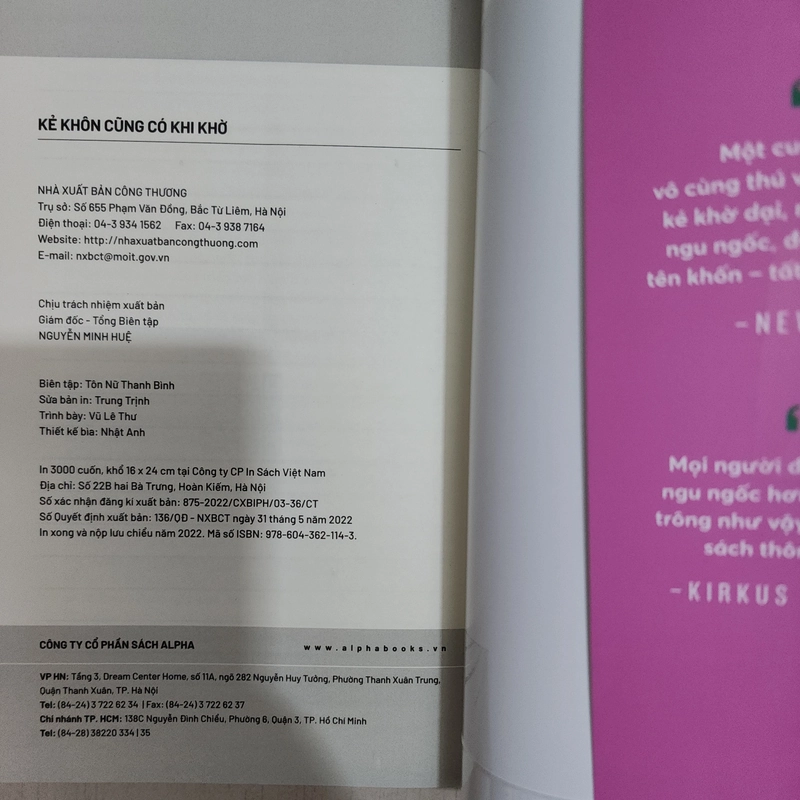 KẺ KHÔN CŨNG CÓ KHI KHỜ
NHÀ XUẤT BẢN CÔNG THƯƠNG
Trụ sở: Số 655 Phạm Văn Đồng, Bắc Từ Liêm, Hà Nội
Điện thoại: 04-3 934 1562 Fax: 04-3 938 7164
Website: http://nhaxuatbancongthuong.com
E-mail: nxbct@moit.gov.vn
Chịu trách nhiệm xuất bản
Giám đốc - Tổng Biên tập
NGUYỄN MINH HUỆ
Biên tập: Tôn Nữ Thanh Bình
Sửa bản in: Trung Trịnh
Trình bày: Vũ Lê Thư
Thiết kế bìa: Nhật Anh
In 3000 cuốn, khổ 16 x 24 cm tại Công ty CP In Sách Việt Nam
Địa chỉ: Số 22B hai Bà Trưng, Hoàn Kiếm, Hà Nội
Số xác nhận đăng kí xuất bản: 875-2022/CXBIPH/03-36/CT
Số Quyết định xuất bản: 136/QĐ - NXBCT ngày 31 tháng 5 năm 2022
In xong và nộp lưu chiểu năm 2022. Mã số ISBN: 978-604-362-114-3.
CÔNG TY CỔ PHẦN SÁCH ALPHA www.alphabooks.vn
VP HN: Tầng 3, Dream Center Home, số 11A, ngõ 282 Nguyễn Huy Tưởng, Phường Thanh Xuân Trung,
Quận Thanh Xuân, TP. Hà Nội
Tel: (84-24) 3 722 62 34 | Fax: (84-24) 3 722 62 37
Chi nhánh TP. HCM: 138C Nguyễn Đình Chiểu, Phường 6, Quận 3, TP. Hồ Chí Minh
Tel: (84-28) 38220 334 | 35
Một
vô cùng thú
kẻ khờ dại,
ngu ngốc,
tên khốn – tất
Mọi người
ngu ngốc
trông như vậy
sách
–KIRKUS